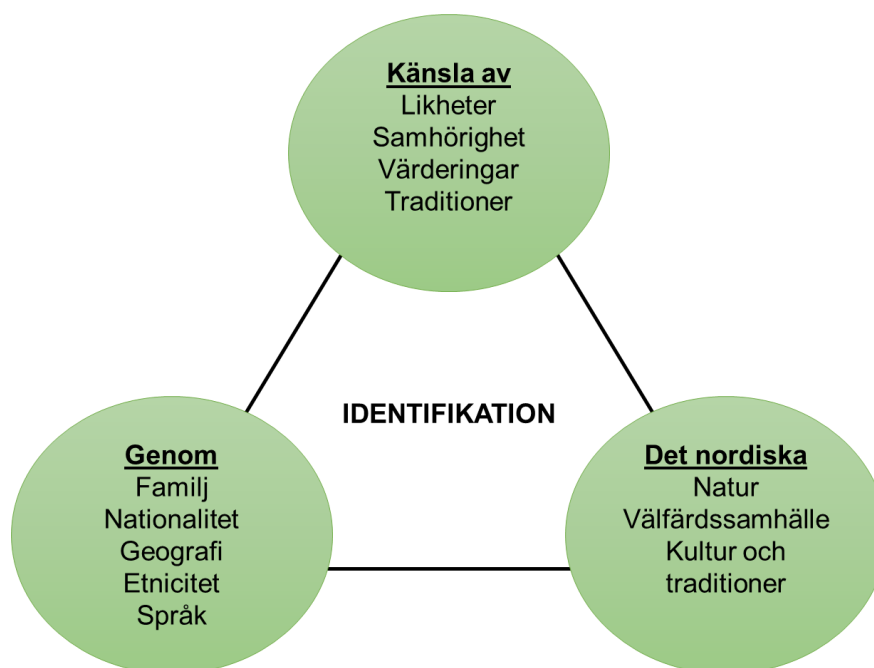 Känsla av
Likheter
Samhörighet
Värderingar
Traditioner
IDENTIFIKATION
Genom
Familj
Nationalitet
Geografi
Etnicitet
Språk
Det nordiska
Natur
Välfärdssamhälle
Kultur och
traditioner